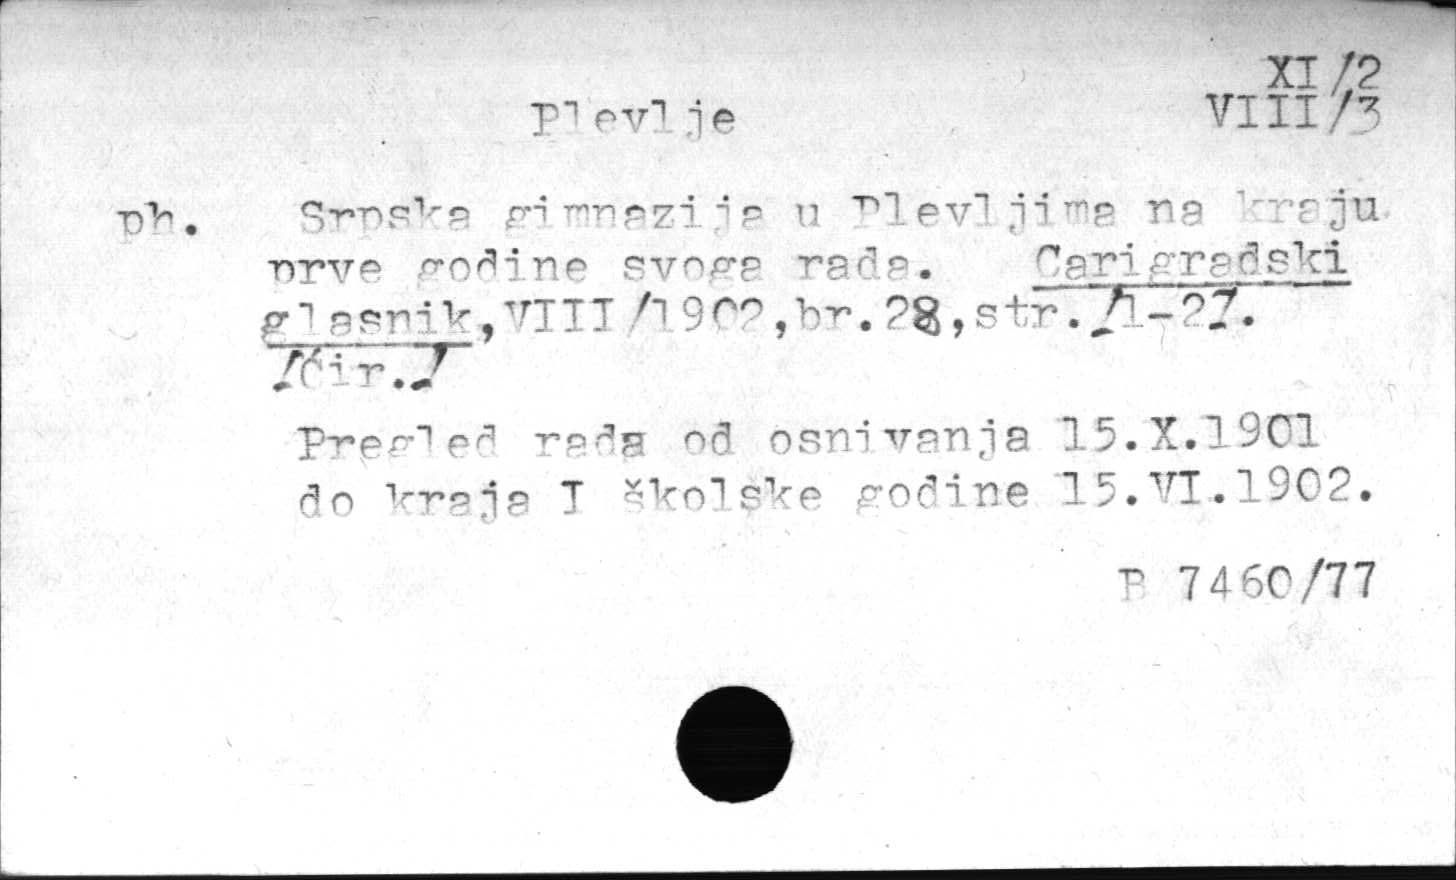 XI/2
Plevlje VIII/3
ph. Srpska gimnazija u Plevljima na kraju
prve godine svoga rada. Carigradski
glasnik, VIII/1902, br. 28, str. /1-2/.
/Ćir./
Pregled rada od osnivanja 15.X.1901
do kraja I školske godine 15.VI.1902.
B 7460/77